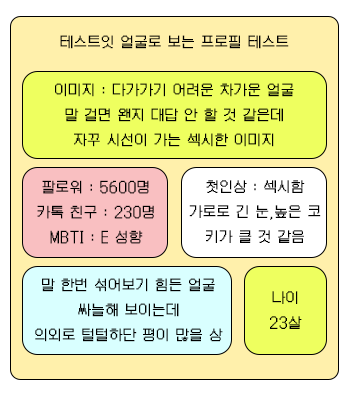 테스트잇 얼굴로 보는 프로필 테스트
이미지 : 다가가기 어려운 차가운 얼굴
말 걸면 왠지 대답 안 할 것 같은데
자꾸 시선이 가는 섹시한 이미지
팔로워 : 5600명
카톡 친구 : 230명
MBTI : E 성향
첫인상 : 섹시함
가로로 긴 눈,높은 코
키가 클 것 같음
말 한번 섞어보기 힘든 얼굴
싸늘해 보이는데
의외로 털털하단 평이 많을 상
나이
23살